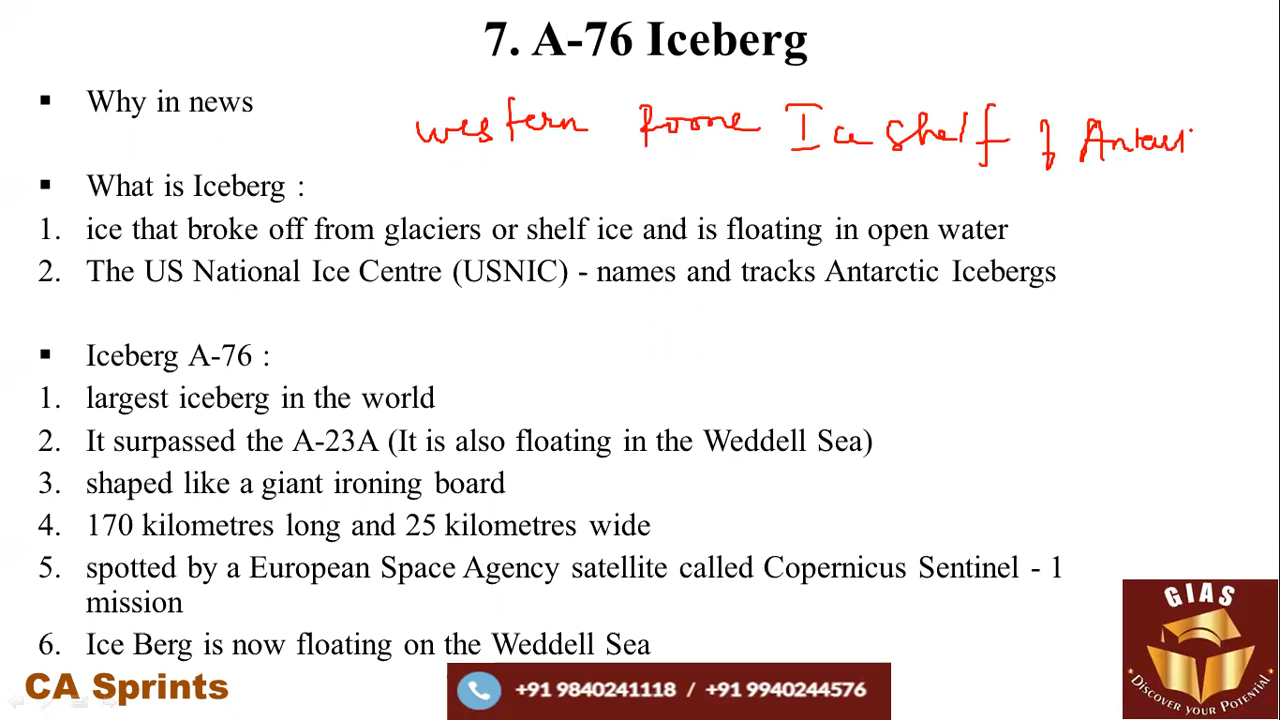 7. A-76 Iceberg
▪ Why in news
western Roone Ice Shelf of Antarti
▪ What is Iceberg :
1. ice that broke off from glaciers or shelf ice and is floating in open water
2. The US National Ice Centre (USNIC) - names and tracks Antarctic Icebergs
▪ Iceberg A-76 :
1. largest iceberg in the world
2. It surpassed the A-23A (It is also floating in the Weddell Sea)
3. shaped like a giant ironing board
4. 170 kilometres long and 25 kilometres wide
5. spotted by a European Space Agency satellite called Copernicus Sentinel - 1
mission
6. Ice Berg is now floating on the Weddell Sea
CA Sprints
+91 9840241118 / +91 9940244576
GIAS
DISCOVER YOUR POTENTIAL